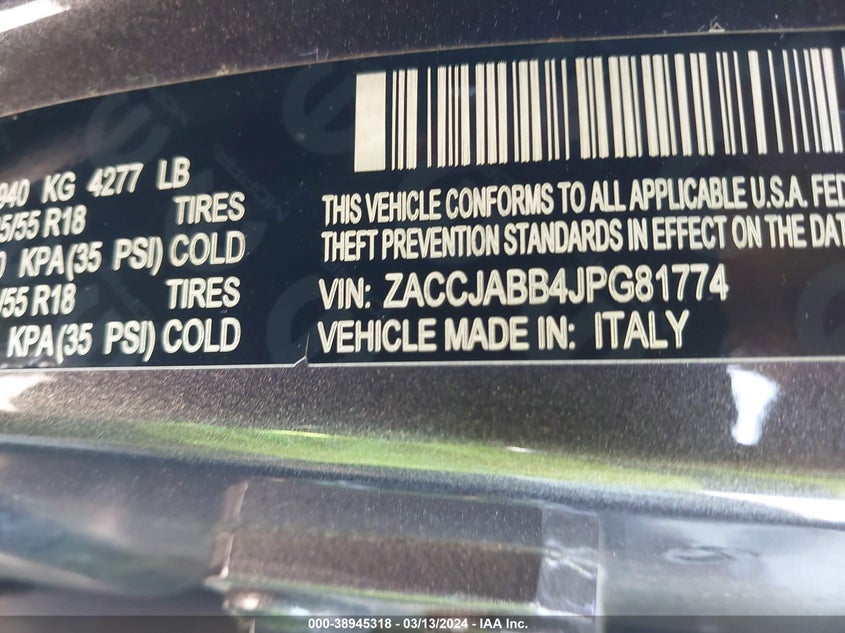 940 KG 4277 LB
5/55 R18 TIRES
0 KPA(35 PSI) COLD
/55 R18 TIRES
KPA(35 PSI) COLD
THIS VEHICLE CONFORMS TO ALL APPLICABLE U.S.A. FED
THEFT PREVENTION STANDARDS IN EFFECT ON THE DAT
VIN: ZACCJABB4JPG81774
VEHICLE MADE IN: ITALY
000-38945318 - 03/13/2024 - IAA Inc.